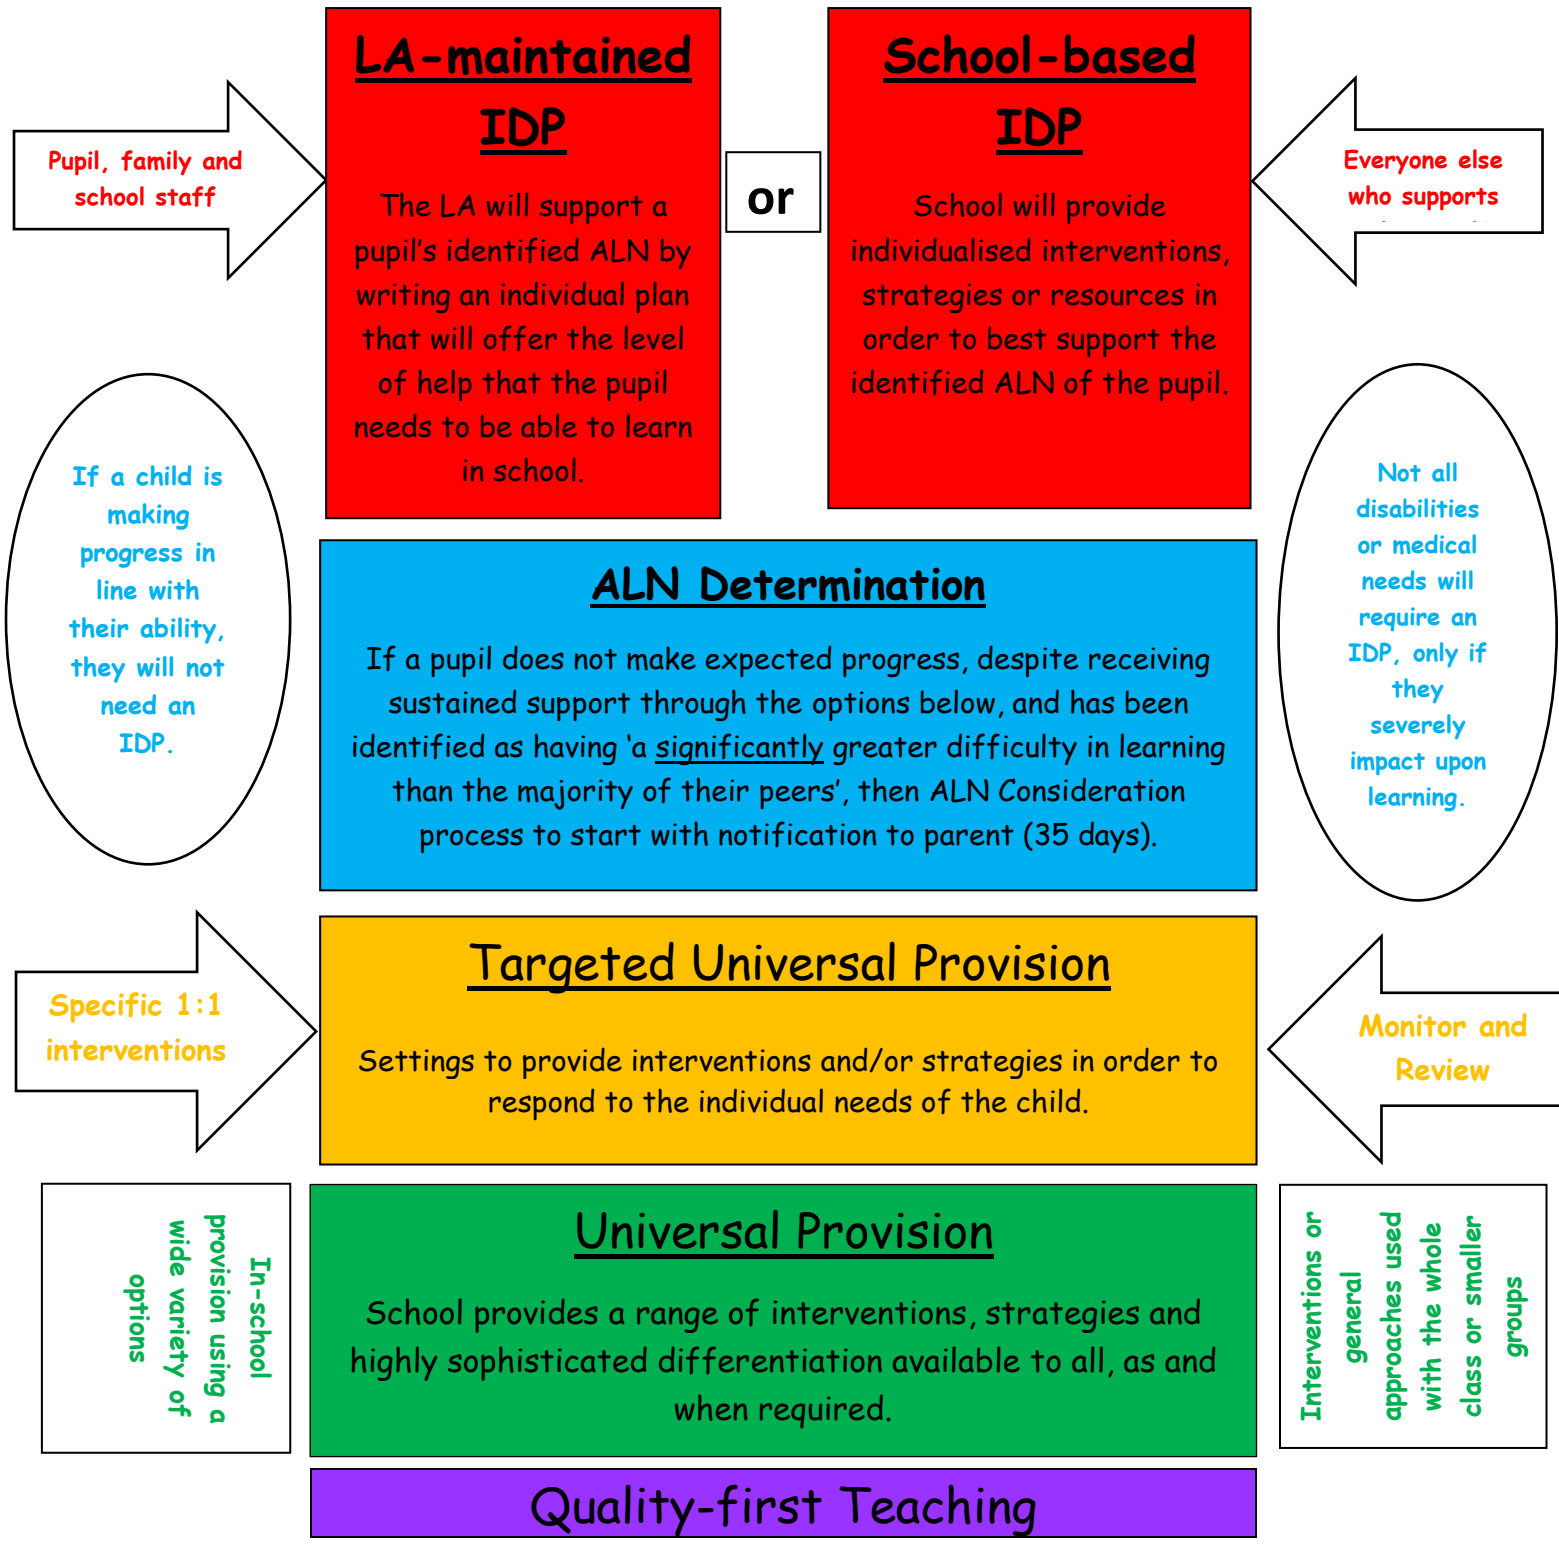 LA-maintained
IDP
The LA will support a
pupil's identified ALN by
writing an individual plan
that will offer the level
of help that the pupil
needs to be able to learn
in school.
or
School-based
IDP
School will provide
individualised interventions,
strategies or resources in
order to best support the
identified ALN of the pupil.
Pupil, family and
school staff
Everyone else
who supports
If a child is
making
progress in
line with
their ability,
they will not
need an
IDP.
ALN Determination
If a pupil does not make expected progress, despite receiving
sustained support through the options below, and has been
identified as having ‘a significantly greater difficulty in learning
than the majority of their peers’, then ALN Consideration
process to start with notification to parent (35 days).
Not all
disabilities
or medical
needs will
require an
IDP, only if
they
severely
impact upon
learning.
Specific 1:1
interventions
Targeted Universal Provision
Settings to provide interventions and/or strategies in order to
respond to the individual needs of the child.
Monitor and
Review
In-school
provision using a
wide variety of
options
Universal Provision
School provides a range of interventions, strategies and
highly sophisticated differentiation available to all, as and
when required.
Interventions or
general
approaches used
with the whole
class or smaller
groups
Quality-first Teaching